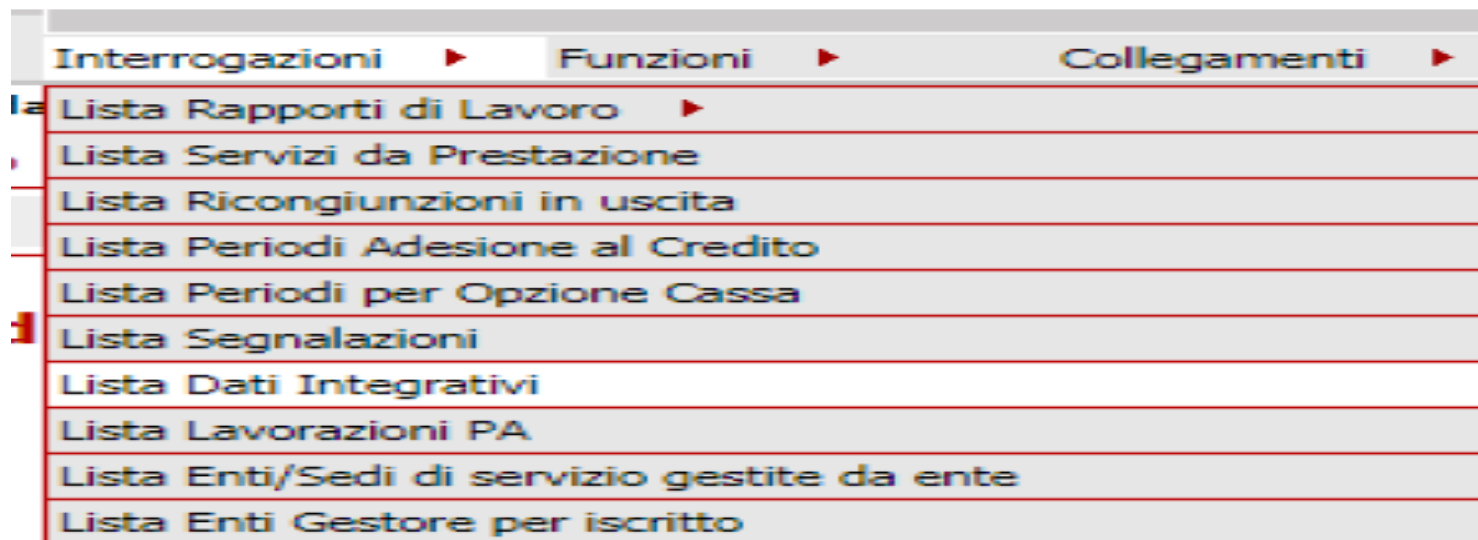 Interrogazioni Funzioni Collegamenti
Lista Rapporti di Lavoro
Lista Servizi da Prestazione
Lista Ricongiunzioni in uscita
Lista Periodi Adesione al Credito
Lista Periodi per Opzione Cassa
Lista Segnalazioni
Lista Dati Integrativi
Lista Lavorazioni PA
Lista Enti/Sedi di servizio gestite da ente
Lista Enti Gestore per iscritto